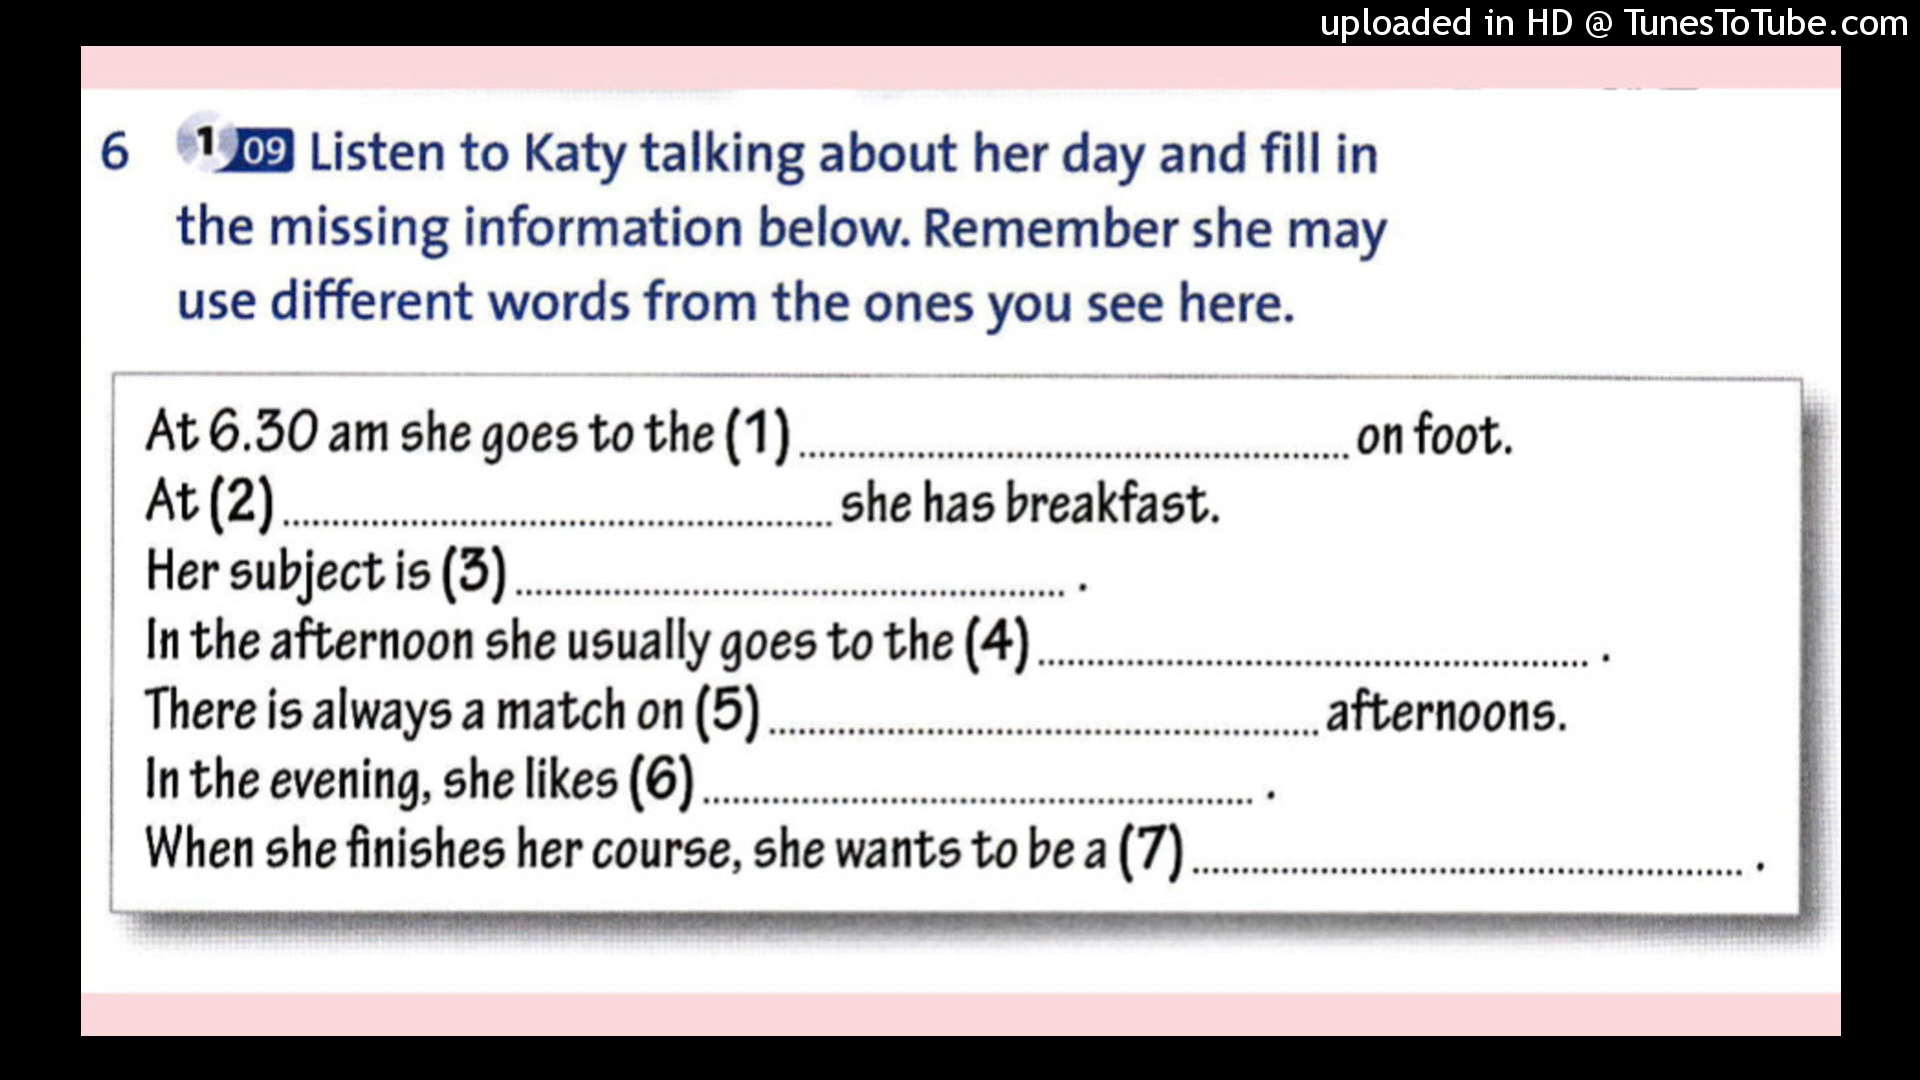 uploaded in HD @ TunesToTube.com
6 1 09 Listen to Katy talking about her day and fill in
the missing information below. Remember she may
use different words from the ones you see here.
At 6.30 am she goes to the (1) .......... on foot.
At (2) .......... she has breakfast.
Her subject is (3) .......... .
In the afternoon she usually goes to the (4) .......... .
There is always a match on (5) .......... afternoons.
In the evening, she likes (6) .......... .
When she finishes her course, she wants to be a (7) .......... .